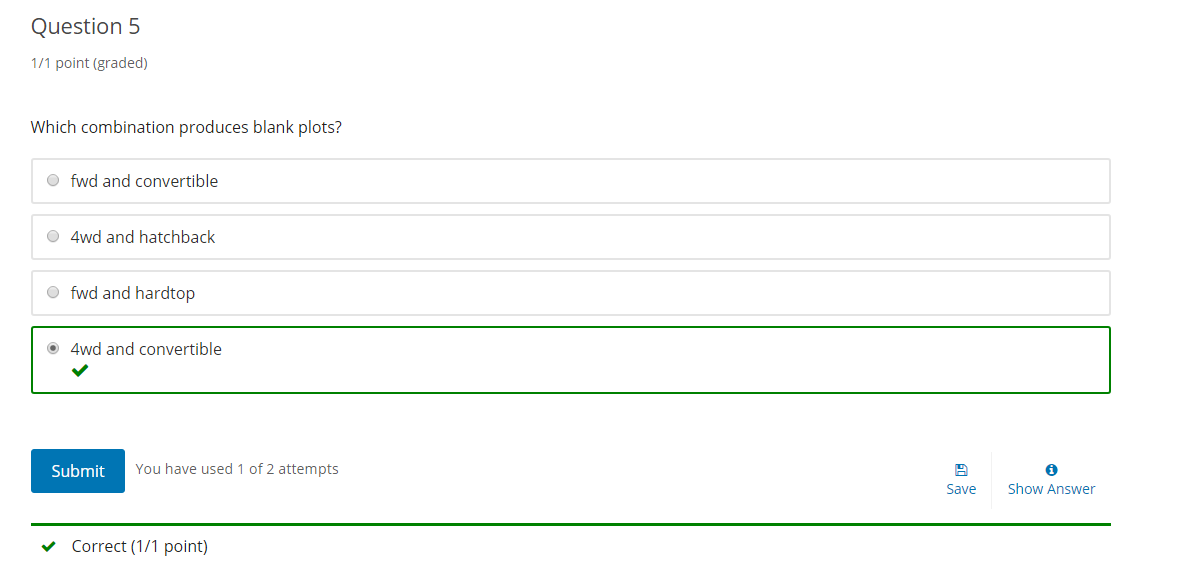 Question 5
1/1 point (graded)
Which combination produces blank plots?
fwd and convertible
4wd and hatchback
fwd and hardtop
4wd and convertible
Submit
You have used 1 of 2 attempts
Save
Show Answer
Correct (1/1 point)